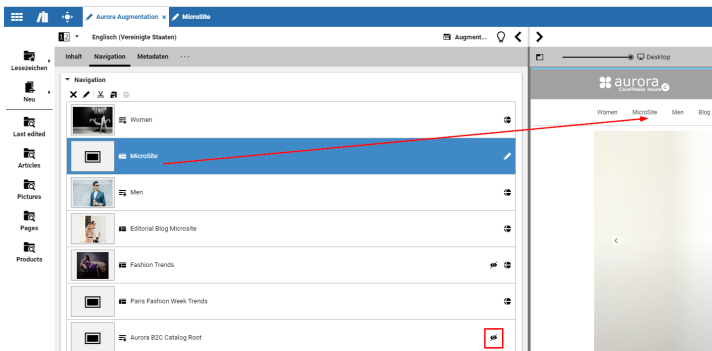 Aurora Augmentation × MicroSite
Englisch (Vereinigte Staaten) Augment...
Lesezeichen
Neu
Last edited
Articles
Pictures
Pages
Products
Inhalt Navigation Metadaten ...
Navigation
Women
MicroSite
Men
Editorial Blog Microsite
Fashion Trends
Paris Fashion Week Trends
Aurora B2C Catalog Root
Desktop
aurora
Women MicroSite Men Blog